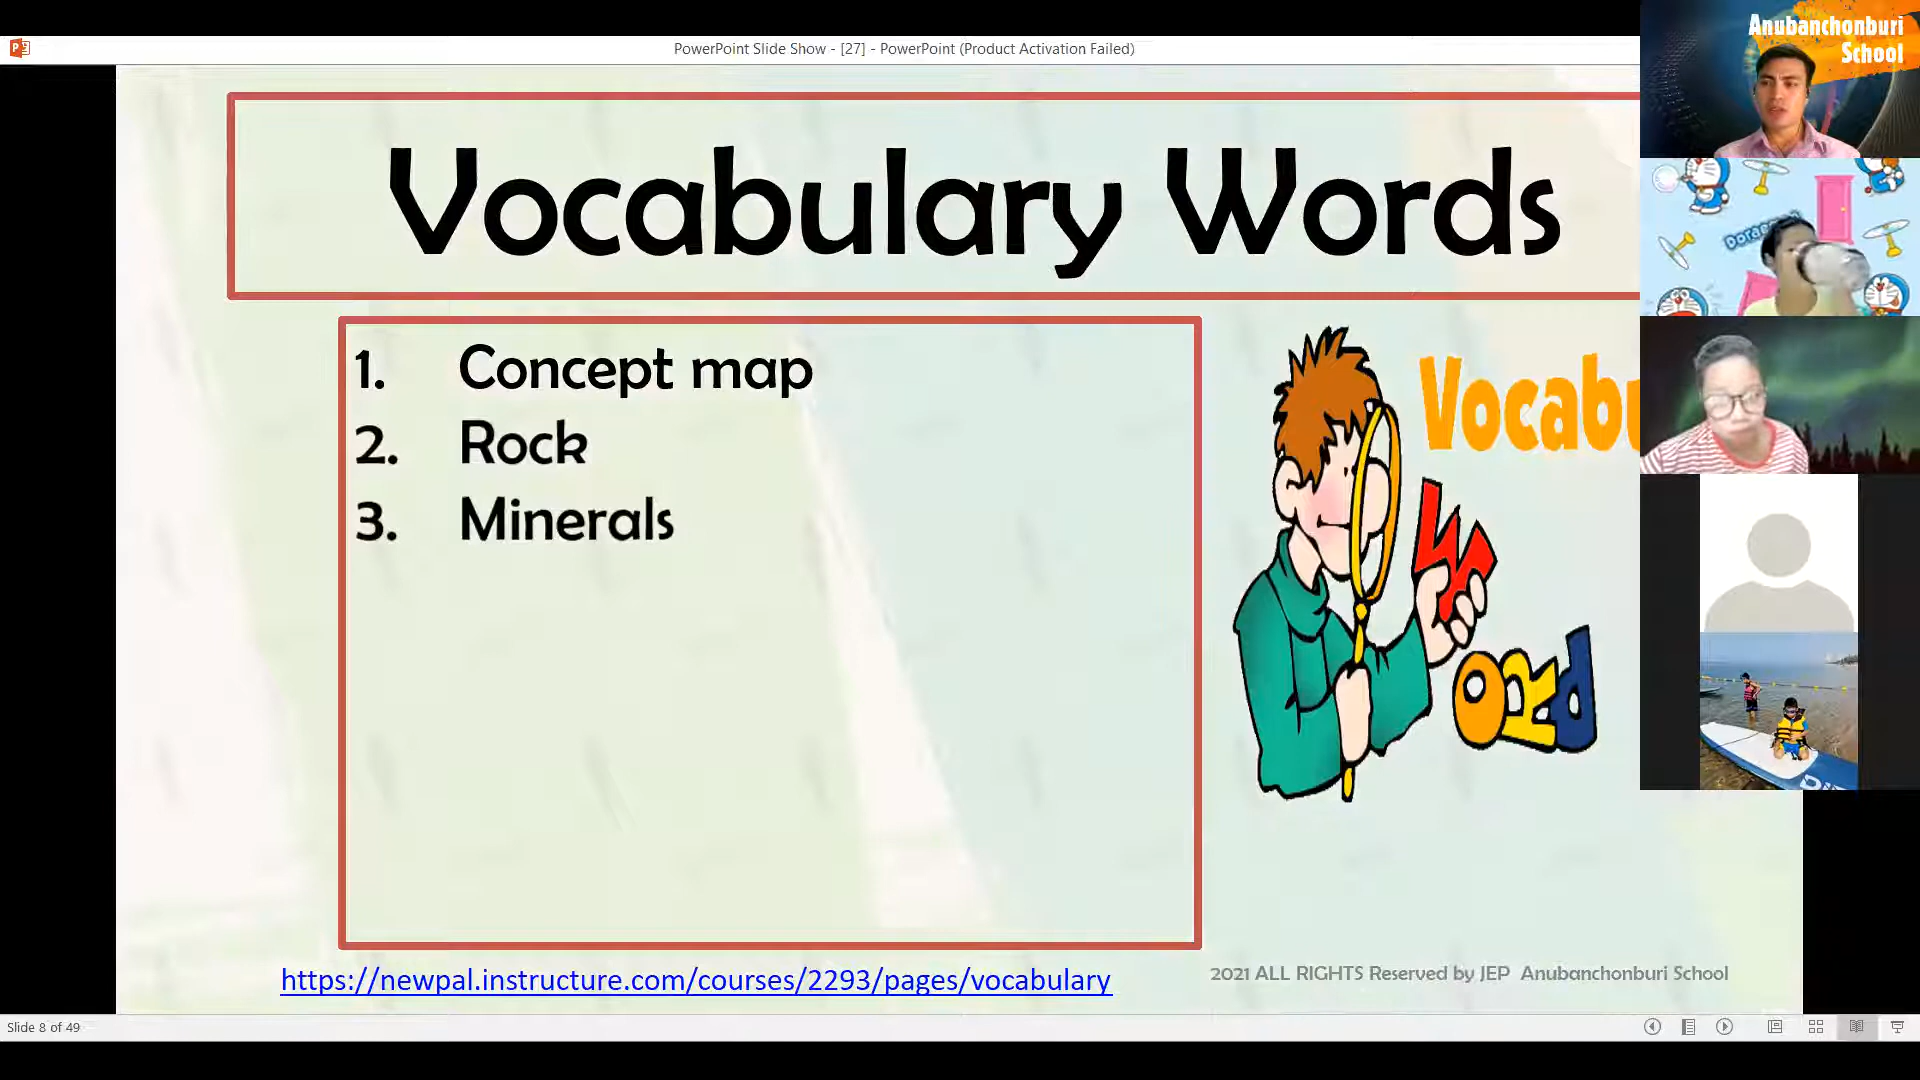 PowerPoint Slide Show - [27] - PowerPoint (Product Activation Failed)
Anubanchonburi
School
Vocabulary Words
1. Concept map
2. Rock
3. Minerals
Vocabu
W
ORD
https://newpal.instructure.com/courses/2293/pages/vocabulary
2021 ALL RIGHTS Reserved by JEP Anubanchonburi School
Slide 8 of 49